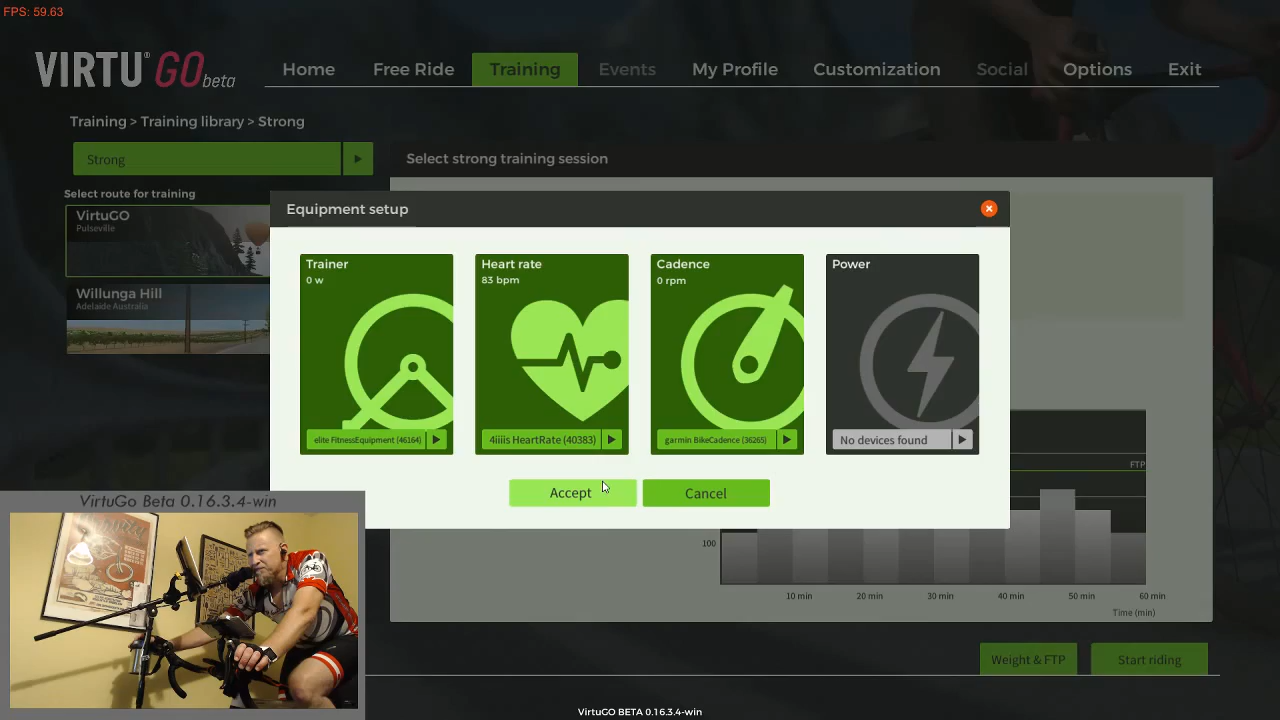 FPS: 59.63
VIRTU® GO beta
Home Free Ride Training Events My Profile Customization Social Options Exit
Training > Training library > Strong
Strong
Select strong training session
Select route for training
VirtuGO
Pulseville
Willunga Hill
Adelaide Australia
Equipment setup
Trainer
0 w
elite FitnessEquipment (46164)
Heart rate
83 bpm
4iiiis HeartRate (40383)
Cadence
0 rpm
garmin BikeCadence (36265)
Power
No devices found
Accept Cancel
FTP
100
10 min 20 min 30 min 40 min 50 min 60 min
Time (min)
Weight & FTP Start riding
VirtuGo Beta 0.16.3.4-win
VirtuGO BETA 0.16.3.4-win